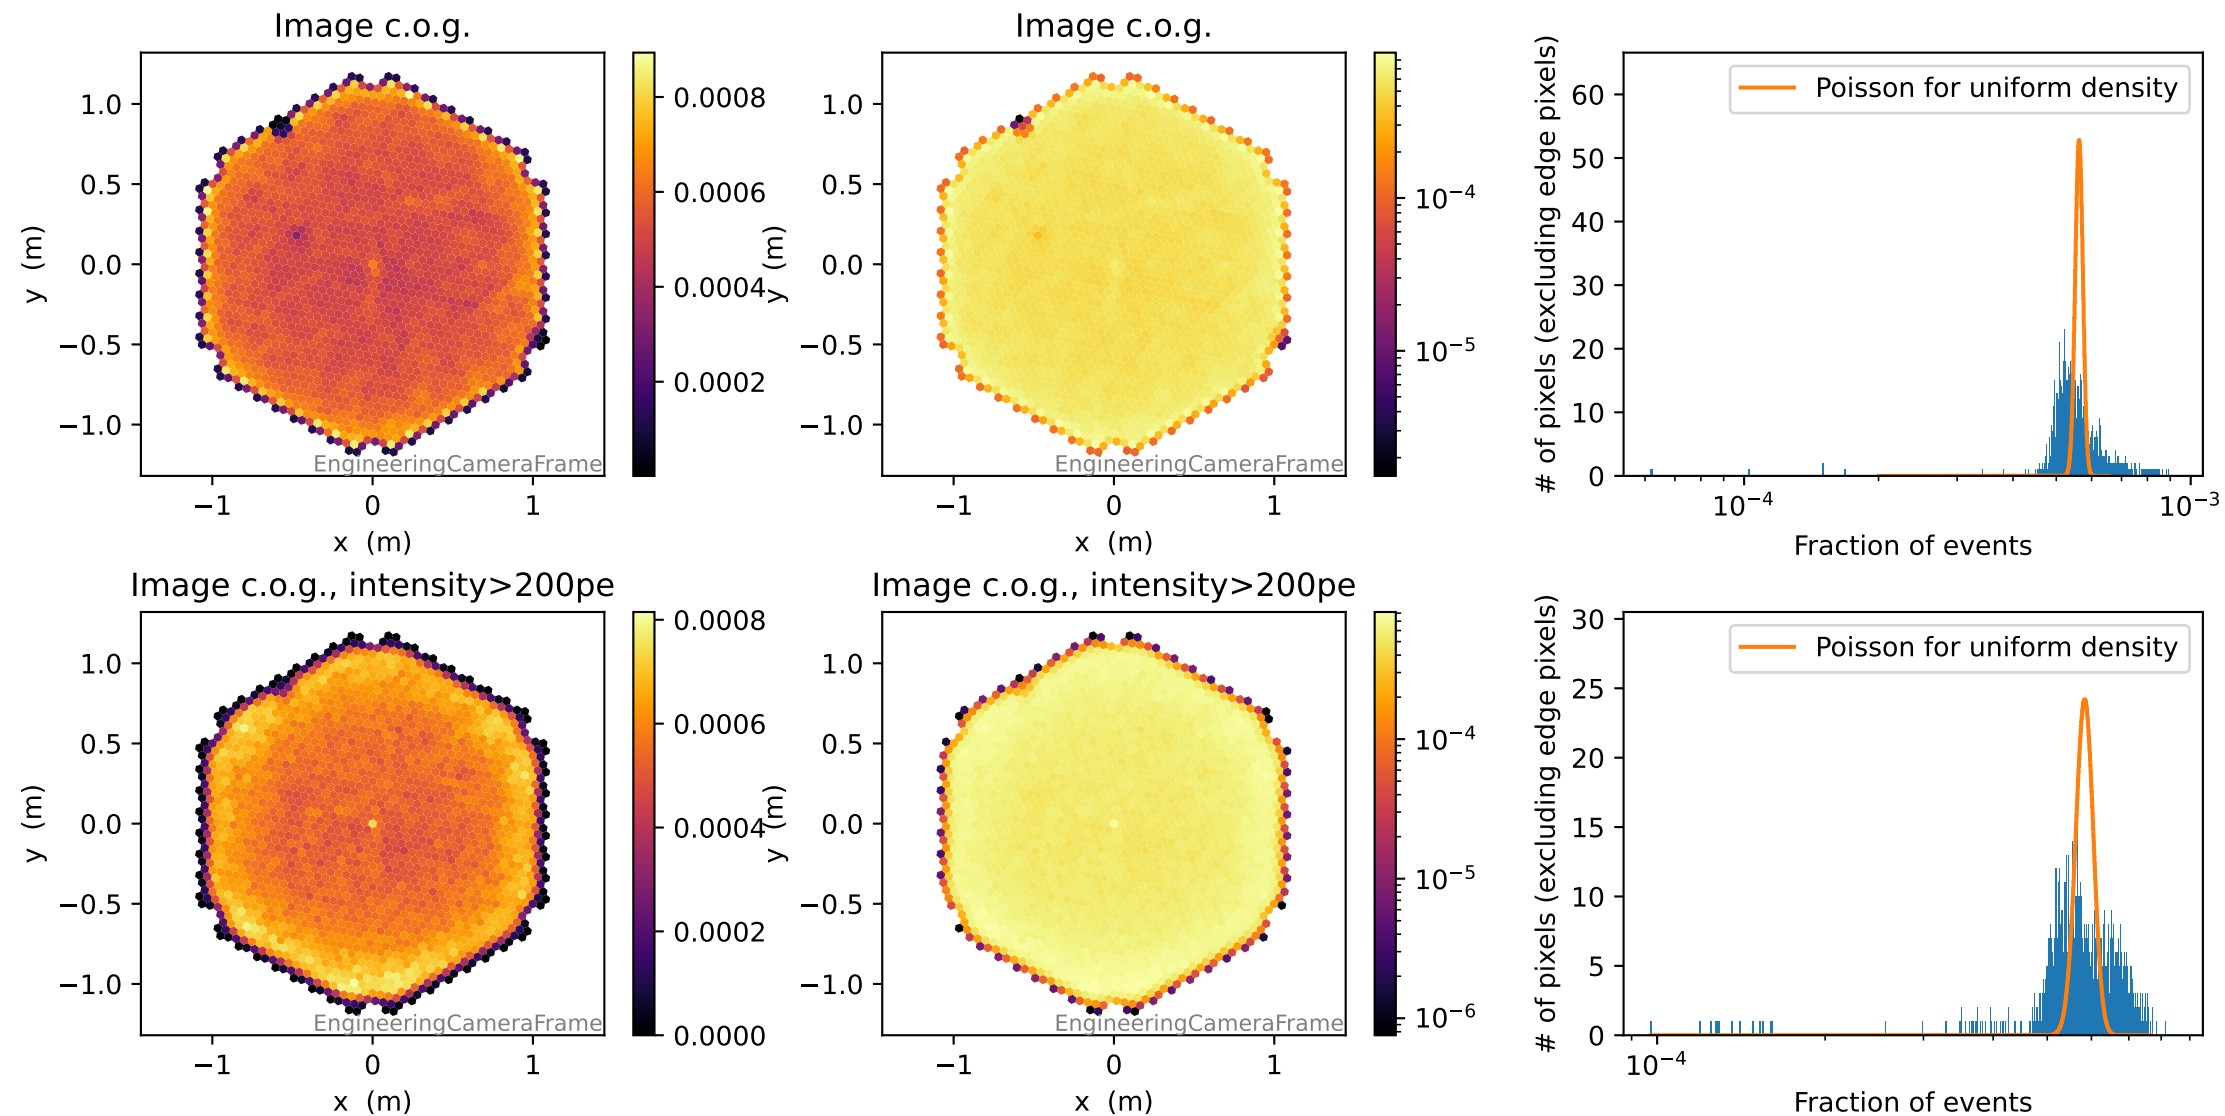 Image c.o.g.
1.0
0.5
0.0
−0.5
−1.0
y (m)
−1 0 1
x (m)
EngineeringCameraFrame
0.0008
0.0006
0.0004
0.0002
Image c.o.g.
1.0
0.5
0.0
−0.5
−1.0
y (m)
−1 0 1
x (m)
EngineeringCameraFrame
10⁻⁴
10⁻⁵
# of pixels (excluding edge pixels)
60
50
40
30
20
10
0
Poisson for uniform density
10⁻⁴ 10⁻³
Fraction of events
Image c.o.g., intensity>200pe
1.0
0.5
0.0
−0.5
−1.0
y (m)
−1 0 1
x (m)
EngineeringCameraFrame
0.0008
0.0006
0.0004
0.0002
0.0000
Image c.o.g., intensity>200pe
1.0
0.5
0.0
−0.5
−1.0
y (m)
−1 0 1
x (m)
EngineeringCameraFrame
10⁻⁴
10⁻⁵
10⁻⁶
# of pixels (excluding edge pixels)
30
25
20
15
10
5
0
Poisson for uniform density
10⁻⁴
Fraction of events